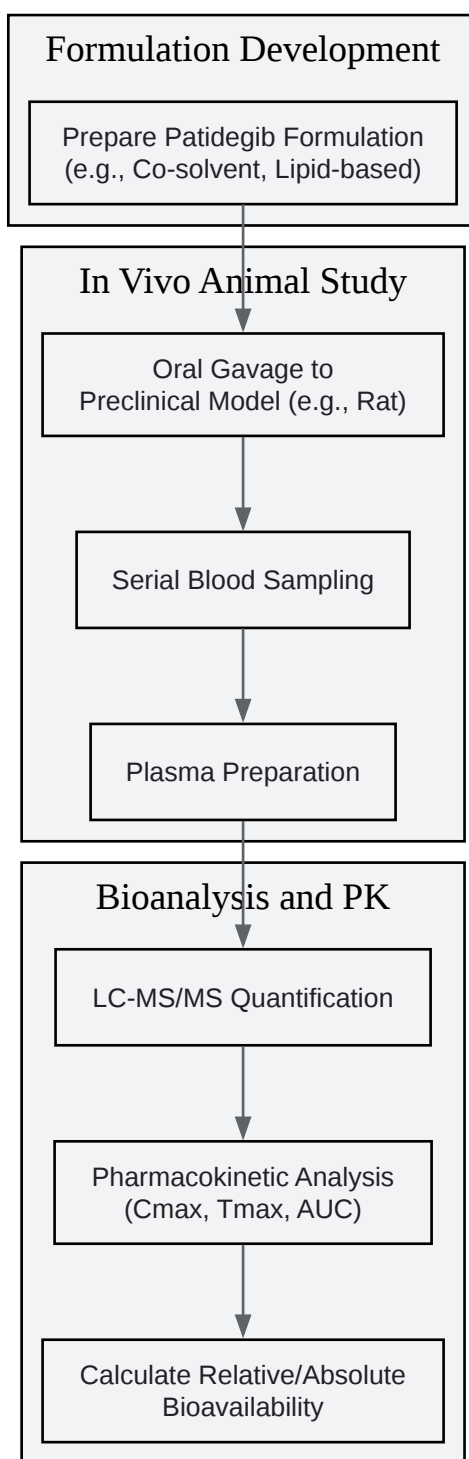 Formulation Development
Prepare Patidegib Formulation
(e.g., Co-solvent, Lipid-based)
In Vivo Animal Study
Oral Gavage to
Preclinical Model (e.g., Rat)
Serial Blood Sampling
Plasma Preparation
Bioanalysis and PK
LC-MS/MS Quantification
Pharmacokinetic Analysis
(Cmax, Tmax, AUC)
Calculate Relative/Absolute
Bioavailability